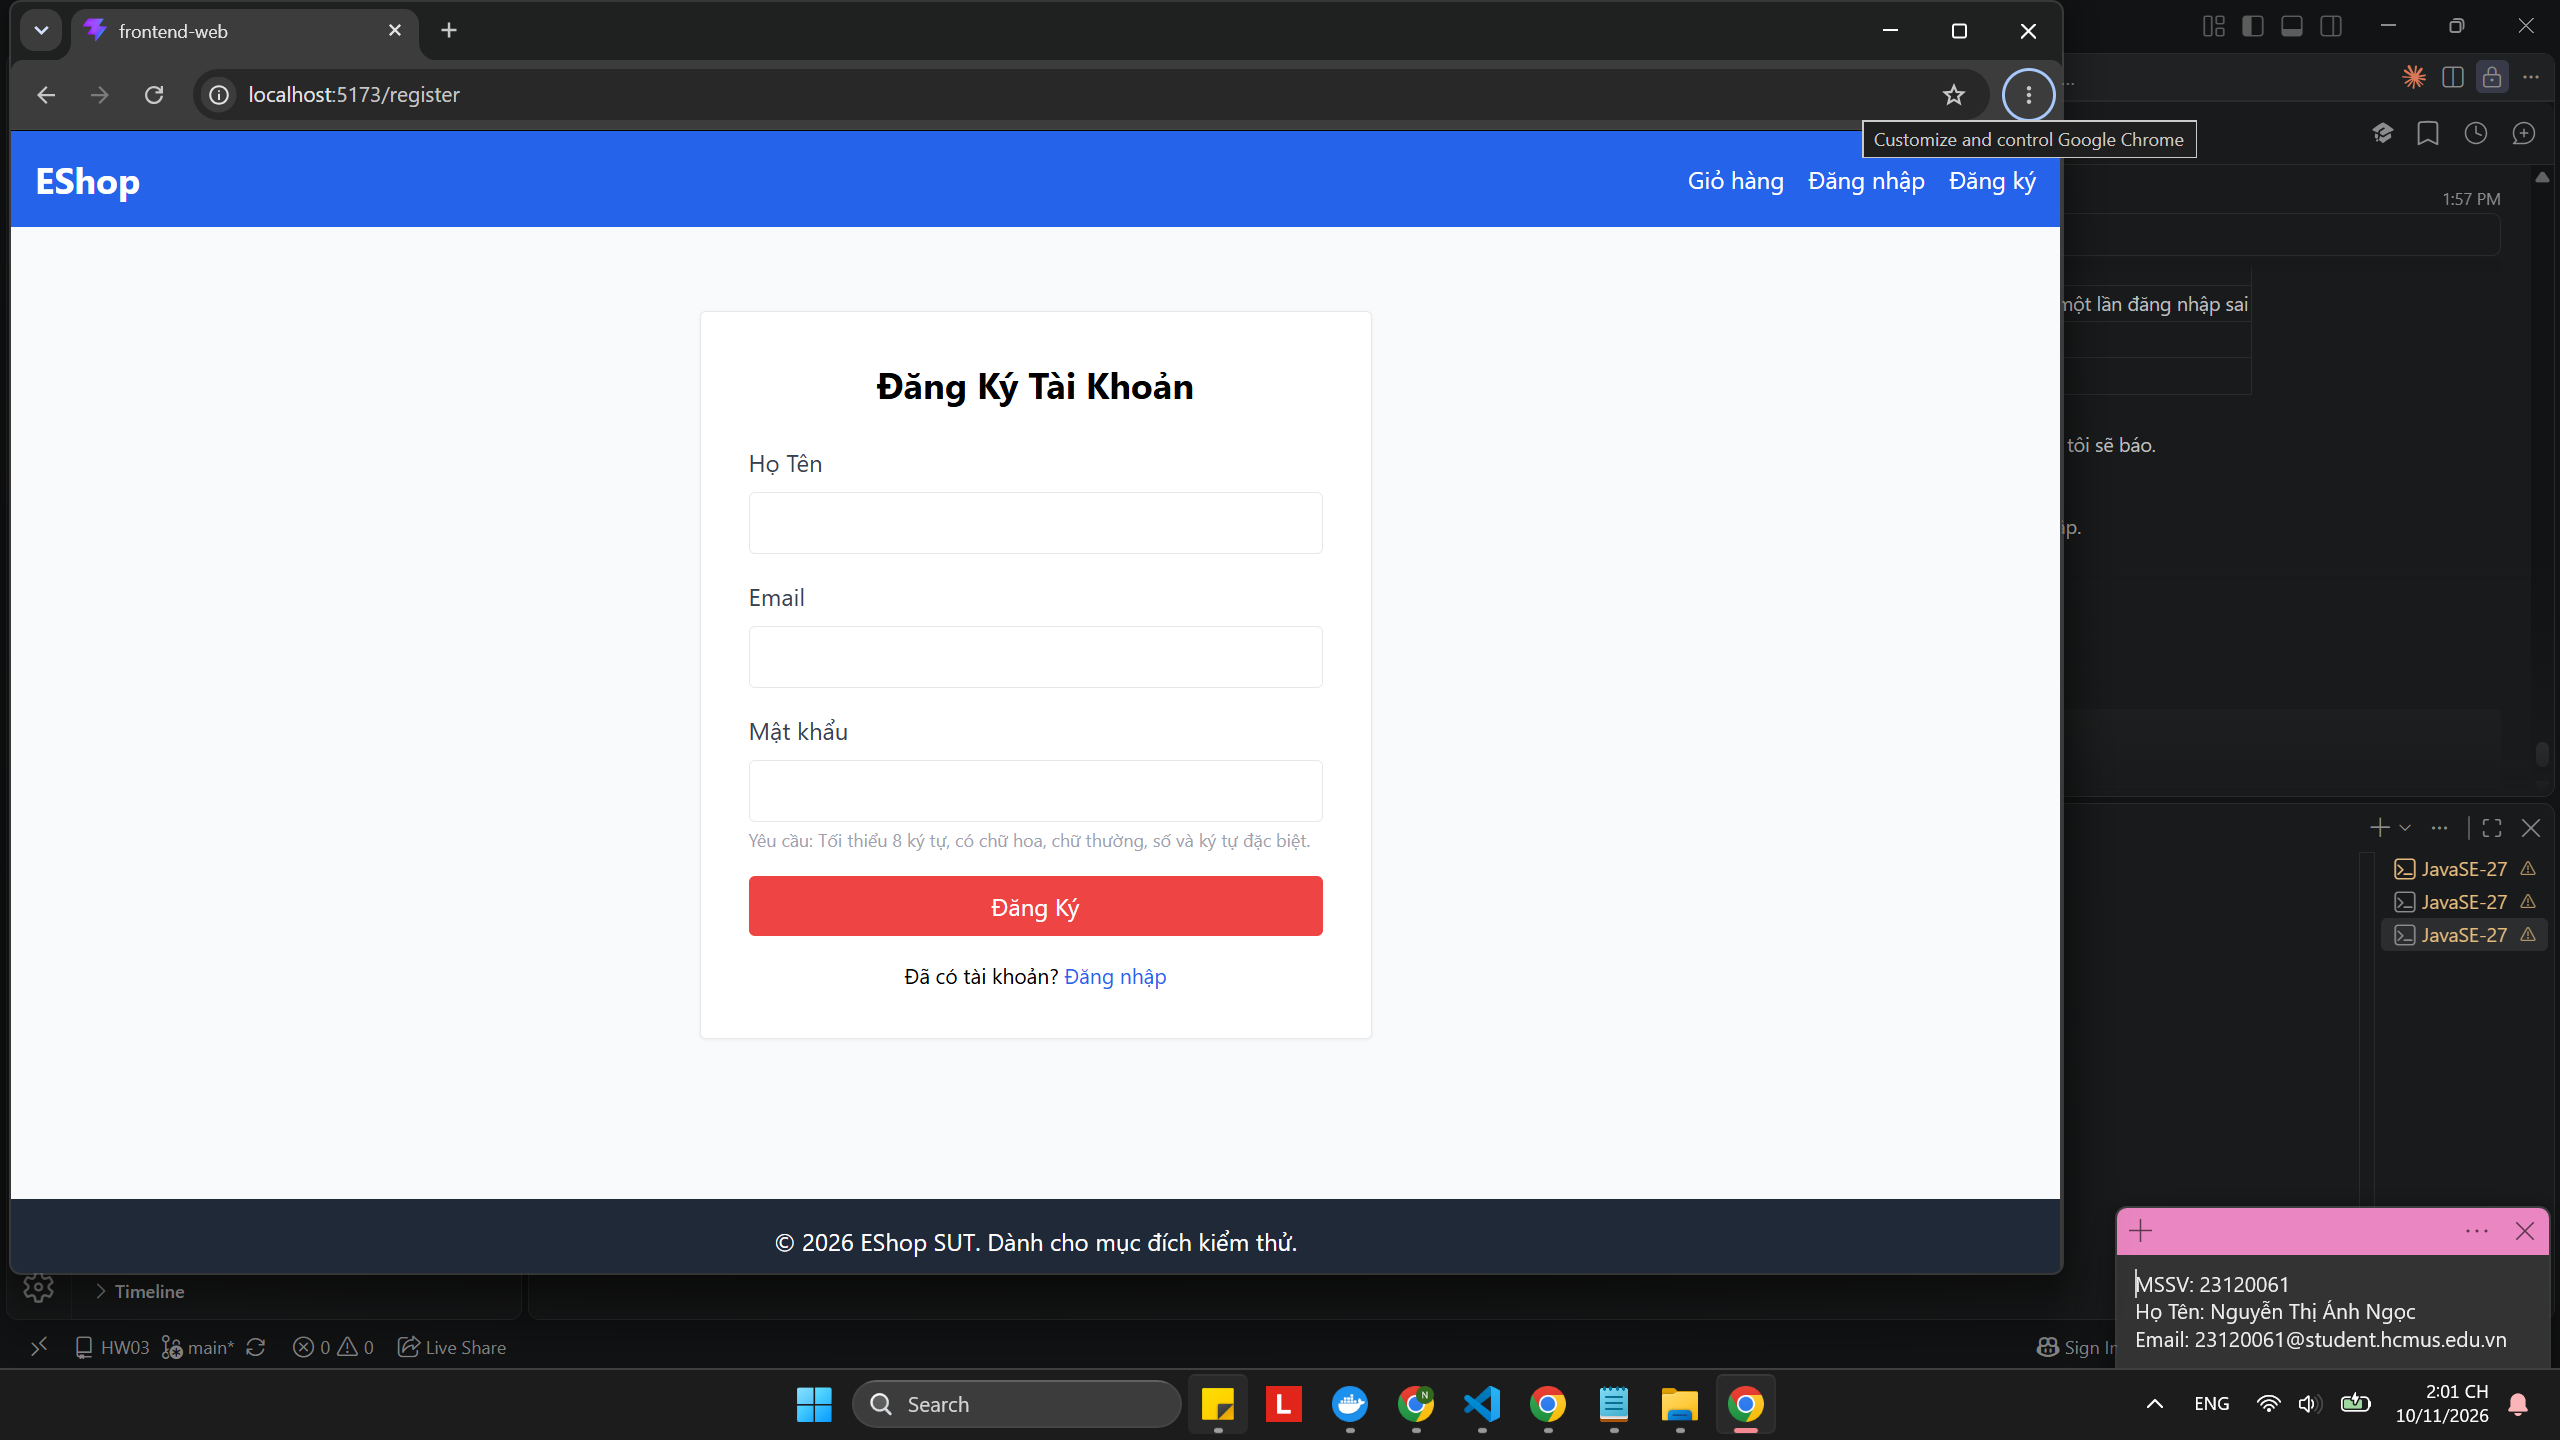 frontend-web
localhost:5173/register
Customize and control Google Chrome
EShop
Giỏ hàng
Đăng nhập
Đăng ký
1:57 PM
một lần đăng nhập sai
tôi sẽ báo.
Đăng Ký Tài Khoản
Họ Tên
Email
Mật khẩu
Yêu cầu: Tối thiểu 8 ký tự, có chữ hoa, chữ thường, số và ký tự đặc biệt.
Đăng Ký
Đã có tài khoản? Đăng nhập
JavaSE-27
JavaSE-27
JavaSE-27
© 2026 EShop SUT. Dành cho mục đích kiểm thử.
Timeline
MSSV: 23120061
Họ Tên: Nguyễn Thị Ánh Ngọc
Email: 23120061@student.hcmus.edu.vn
HW03 main* 0 0 Live Share
Sign
Search
ENG
2:01 CH
10/11/2026